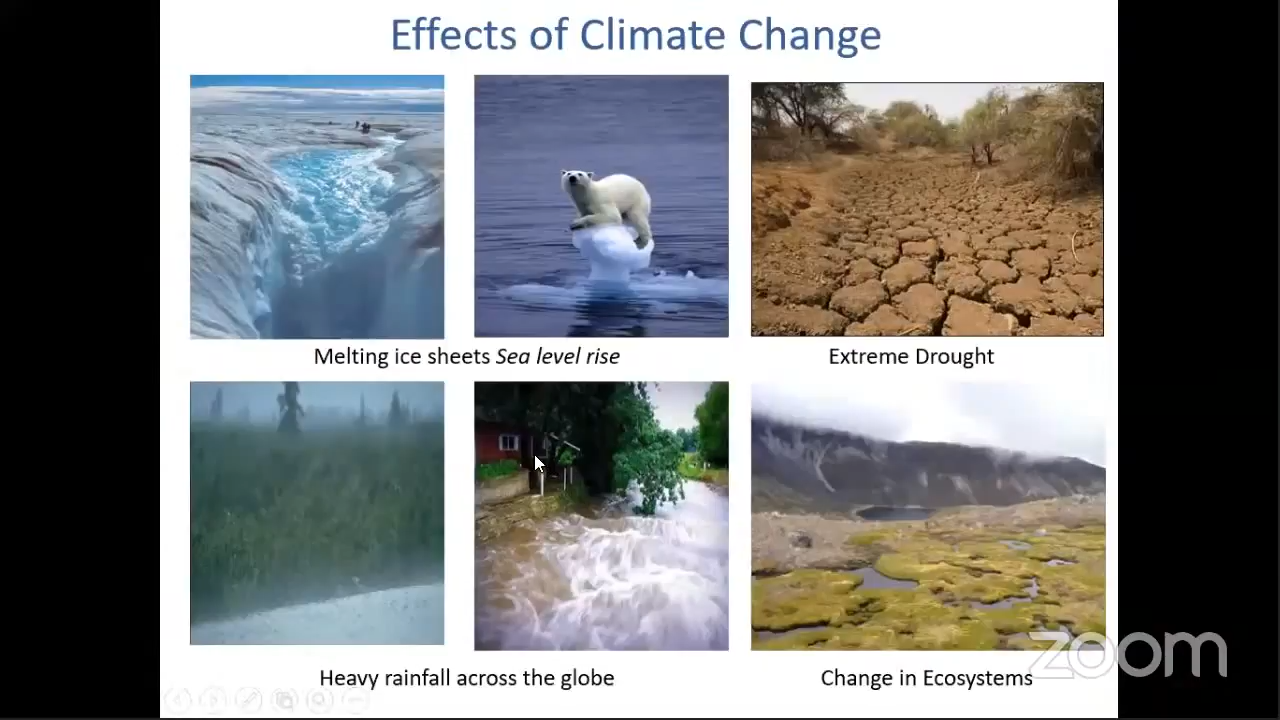 Effects of Climate Change
Melting ice sheets Sea level rise
Extreme Drought
Heavy rainfall across the globe
Change in Ecosystems
zoom